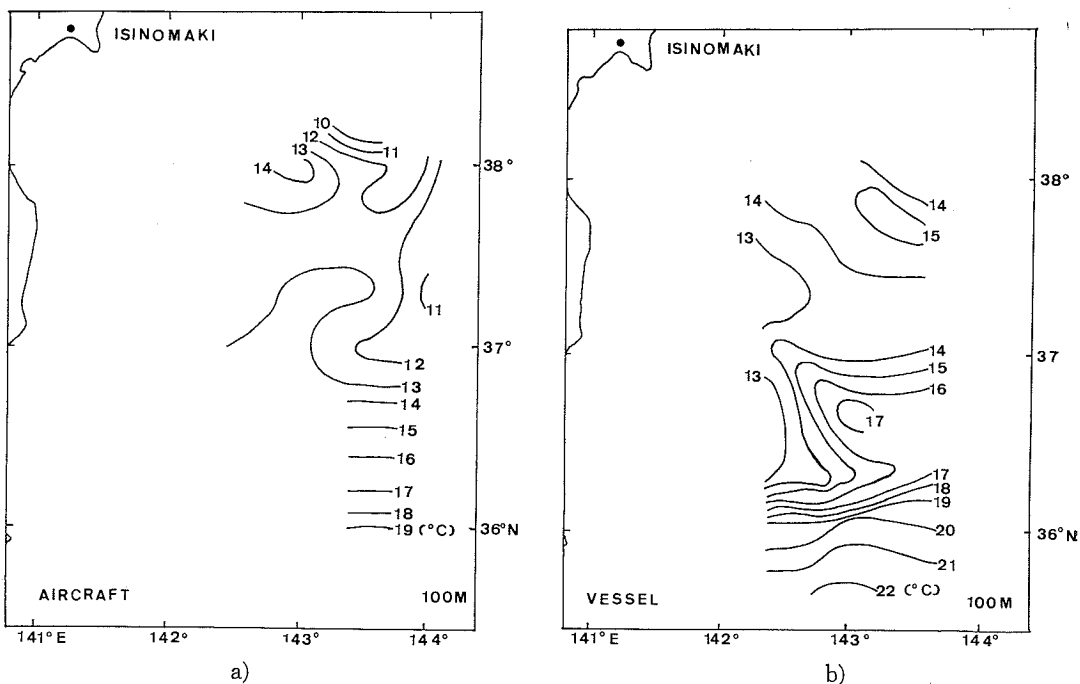 ISINOMAKI
10
12
11
13
14
38°
11
37°
12
13
14
15
16
17
18
19 (°C)
36°N
AIRCRAFT
100M
141°E
142°
143°
144°
a)
ISINOMAKI
38°
14
14
15
13
37°
14
15
13
16
17
17
18
19
36°N
20
21
22 (°C)
VESSEL
100M
141°E
142°
143°
144°
b)